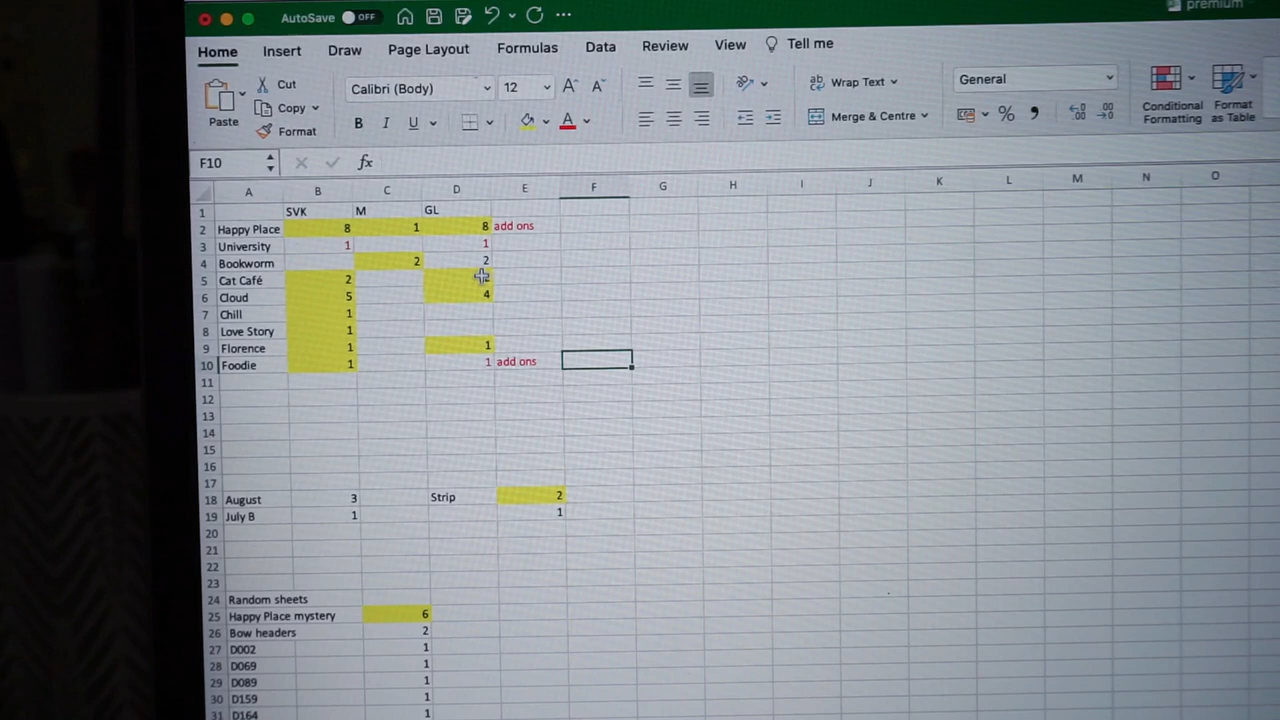 premium
AutoSave OFF
Home Insert Draw Page Layout Formulas Data Review View Tell me
Cut
Calibri (Body) 12 A A Wrap Text General
Copy
Paste
Format B I U A Merge & Centre % Conditional Formatting Format as Table
F10 fx
A B C D E F G H I J K L M N O
1 SVK M GL
2 Happy Place 8 1 8 add ons
3 University 1 1
4 Bookworm 2 2
5 Cat Café 2
6 Cloud 5 4
7 Chill 1
8 Love Story 1
9 Florence 1 1
10 Foodie 1 1 add ons
11
12
13
14
15
16
17
18 August 3 Strip 2
19 July B 1 1
20
21
22
23
24 Random sheets
25 Happy Place mystery 6
26 Bow headers 2
27 D002 1
28 D069 1
29 D089 1
30 D159 1
31 D164 1